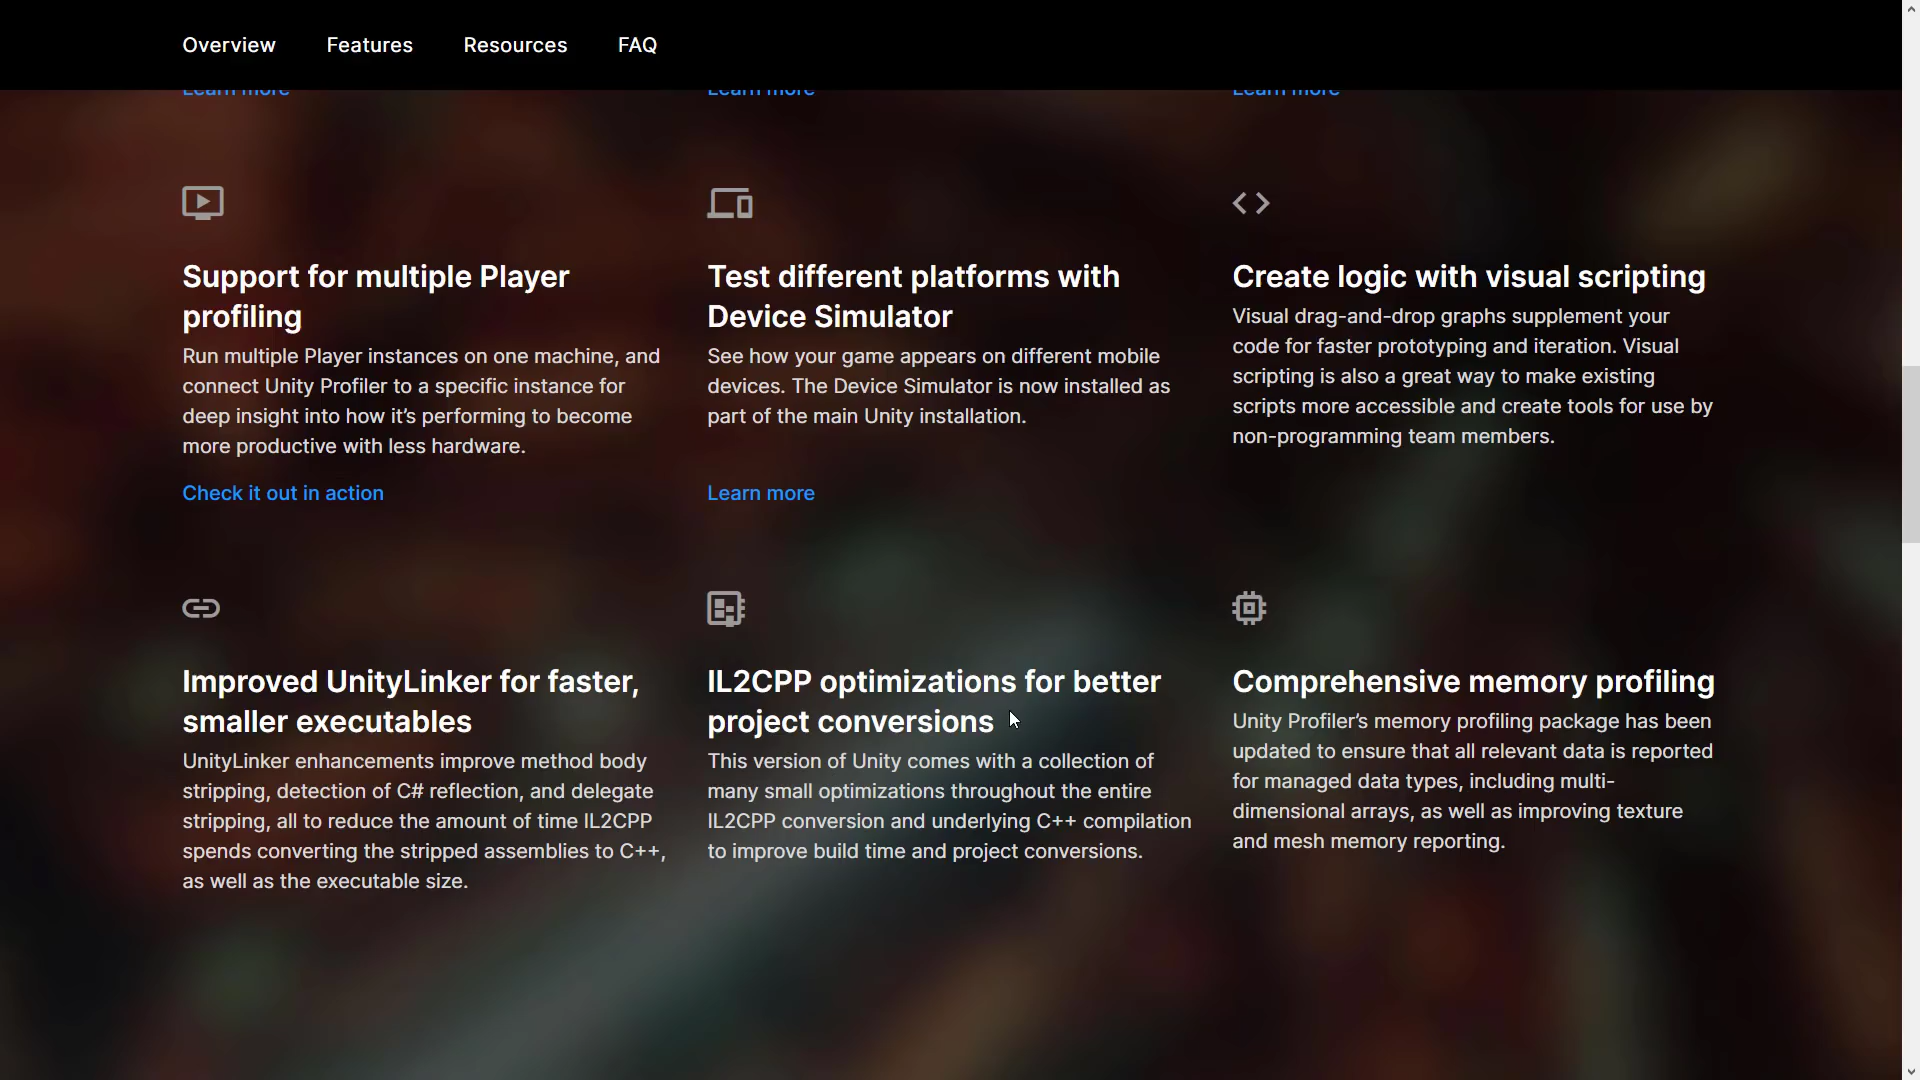 Overview Features Resources FAQ
Learn more Learn more Learn more
Support for multiple Player
profiling
Run multiple Player instances on one machine, and
connect Unity Profiler to a specific instance for
deep insight into how it's performing to become
more productive with less hardware.
Check it out in action
Test different platforms with
Device Simulator
See how your game appears on different mobile
devices. The Device Simulator is now installed as
part of the main Unity installation.
Learn more
Create logic with visual scripting
Visual drag-and-drop graphs supplement your
code for faster prototyping and iteration. Visual
scripting is also a great way to make existing
scripts more accessible and create tools for use by
non-programming team members.
Improved UnityLinker for faster,
smaller executables
UnityLinker enhancements improve method body
stripping, detection of C# reflection, and delegate
stripping, all to reduce the amount of time IL2CPP
spends converting the stripped assemblies to C++,
as well as the executable size.
IL2CPP optimizations for better
project conversions
This version of Unity comes with a collection of
many small optimizations throughout the entire
IL2CPP conversion and underlying C++ compilation
to improve build time and project conversions.
Comprehensive memory profiling
Unity Profiler's memory profiling package has been
updated to ensure that all relevant data is reported
for managed data types, including multi-
dimensional arrays, as well as improving texture
and mesh memory reporting.